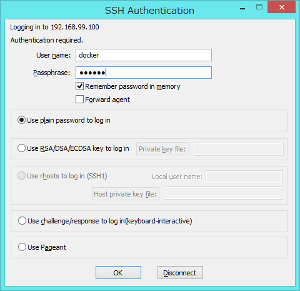 SSH Authentication
Logging in to 192.168.99.100
Authentication required.
User name: docker
Passphrase: ●●●●●●
Remember password in memory
Forward agent
Use plain password to log in
Use RSA/DSA/ECDSA key to log in Private key file:
Use rhosts to log in (SSH1) Local user name:
Host private key file:
Use challenge/response to log in(keyboard-interactive)
Use Pageant
OK Disconnect